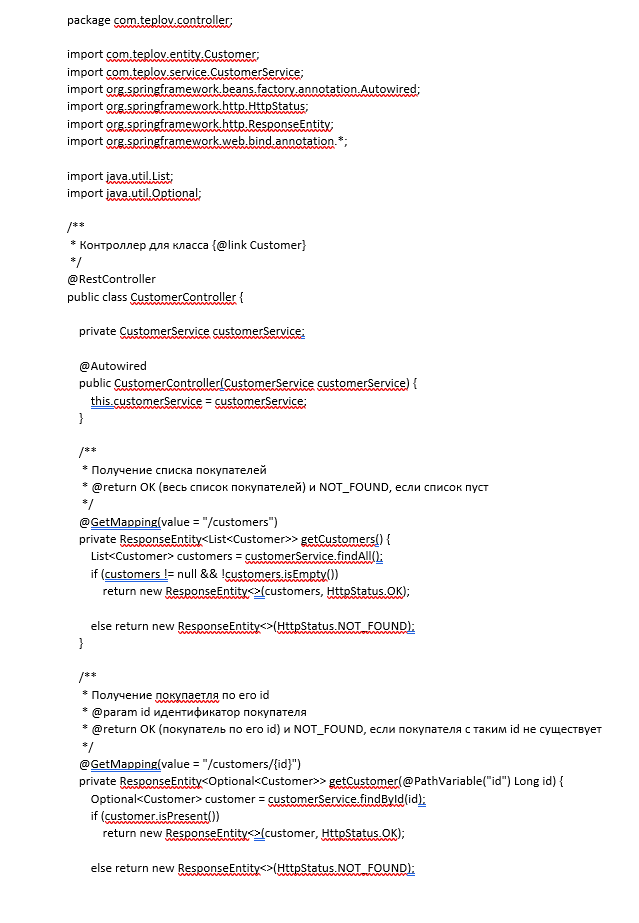 package com.teplov.controller;
import com.teplov.entity.Customer;
import com.teplov.service.CustomerService;
import org.springframework.beans.factory.annotation.Autowired;
import org.springframework.http.HttpStatus;
import org.springframework.http.ResponseEntity;
import org.springframework.web.bind.annotation.*;
import java.util.List;
import java.util.Optional;
/**
* Контроллер для класса {@link Customer}
*/
@RestController
public class CustomerController {
private CustomerService customerService;
@Autowired
public CustomerController(CustomerService customerService) {
this.customerService = customerService;
}
/**
* Получение списка покупателей
* @return OK (весь список покупателей) и NOT_FOUND, если список пуст
*/
@GetMapping(value = "/customers")
private ResponseEntity<List<Customer>> getCustomers() {
List<Customer> customers = customerService.findAll();
if (customers != null && !customers.isEmpty())
return new ResponseEntity<>(customers, HttpStatus.OK);
else return new ResponseEntity<>(HttpStatus.NOT_FOUND);
}
/**
* Получение покупаетля по его id
* @param id идентификатор покупателя
* @return OK (покупатель по его id) и NOT_FOUND, если покупателя с таким id не существует
*/
@GetMapping(value = "/customers/{id}")
private ResponseEntity<Optional<Customer>> getCustomer(@PathVariable("id") Long id) {
Optional<Customer> customer = customerService.findById(id);
if (customer.isPresent())
return new ResponseEntity<>(customer, HttpStatus.OK);
else return new ResponseEntity<>(HttpStatus.NOT_FOUND);